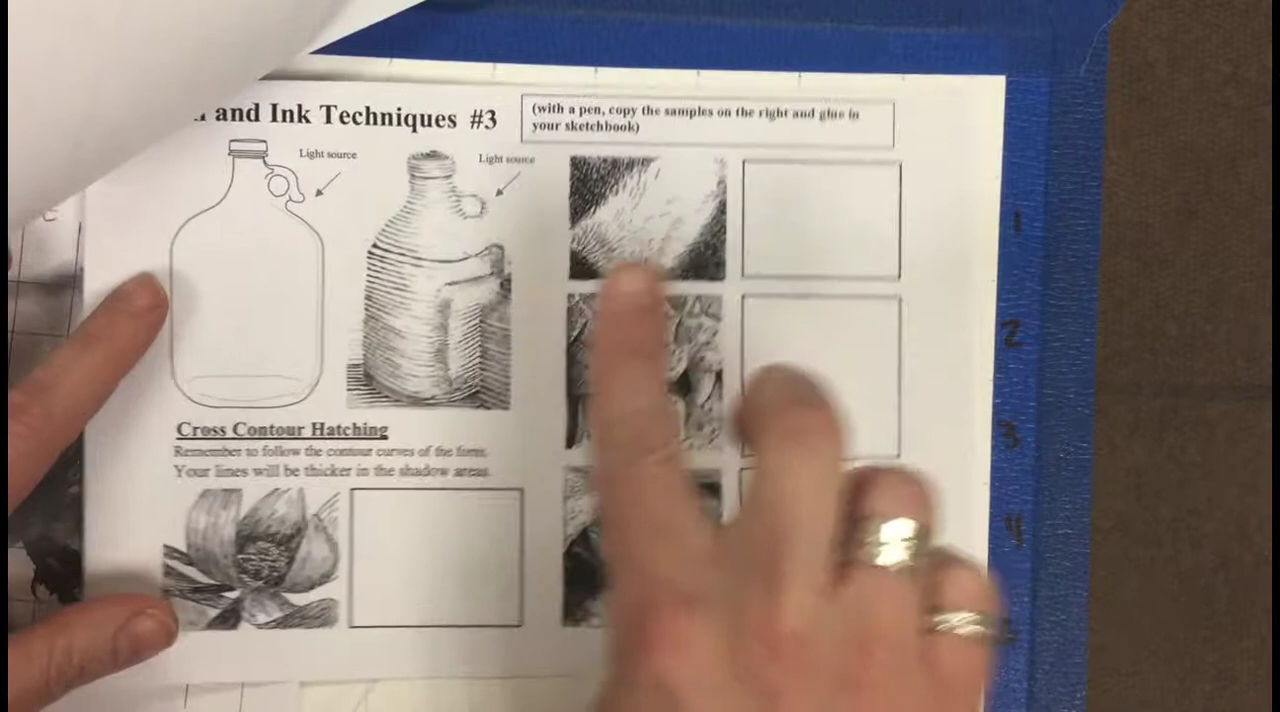 and Ink Techniques #3
(with a pen, copy the samples on the right and glue in
your sketchbook)
Light source
Light source
Cross Contour Hatching
Remember to follow the contour curves of the form.
Your lines will be thicker in the shadow areas.
1
2
3
4